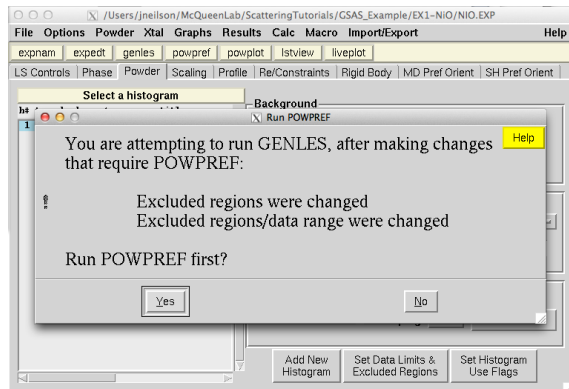 X /Users/jneilson/McQueenLab/ScatteringTutorials/GSAS_Example/EX1-NiO/NIO.EXP
File Options Powder Xtal Graphs Results Calc Macro Import/Export Help
expnam expedt genles powpref powplot lstview liveplot
LS Controls Phase Powder Scaling Profile Re/Constraints Rigid Body MD Pref Orient SH Pref Orient
Select a histogram
Background
h#
1
X Run POWPREF
Help
You are attempting to run GENLES, after making changes
that require POWPREF:
Excluded regions were changed
Excluded regions/data range were changed
Run POWPREF first?
Yes No
Add New
Histogram
Set Data Limits &
Excluded Regions
Set Histogram
Use Flags